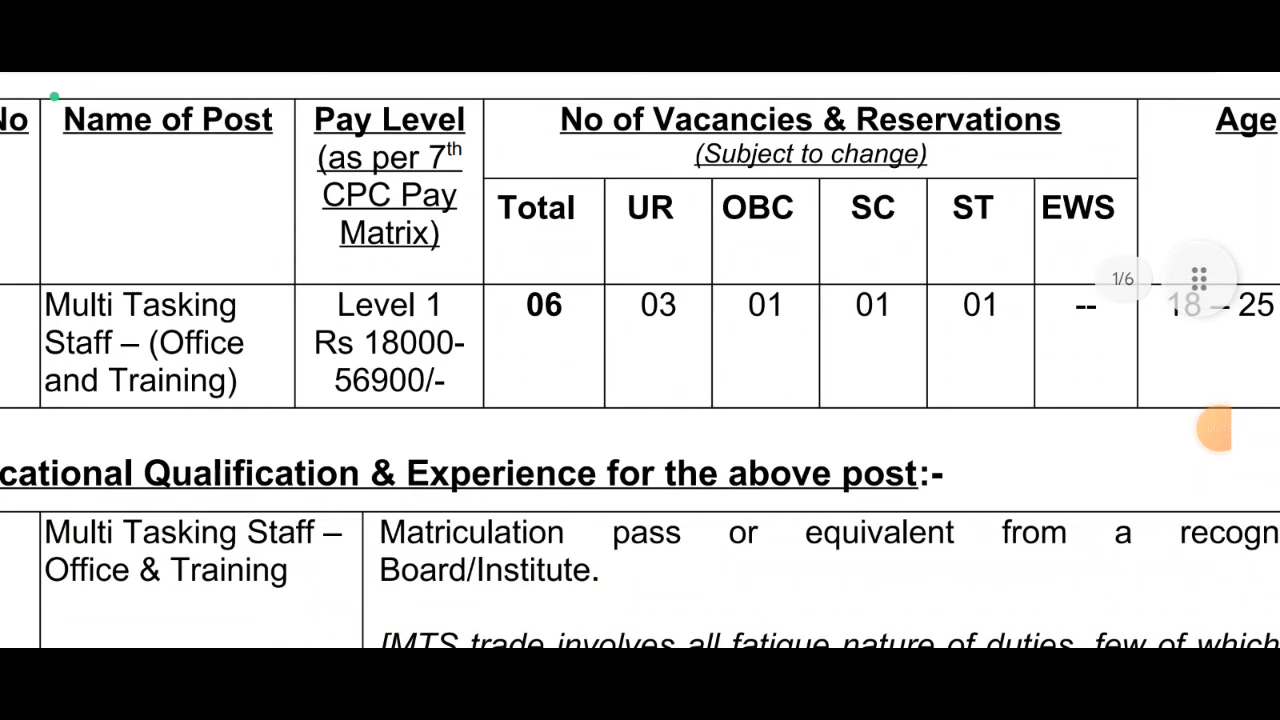 No Name of Post Pay Level No of Vacancies & Reservations Age
(as per 7th (Subject to change)
CPC Pay Total UR OBC SC ST EWS
Matrix)
1/6
Multi Tasking Level 1 06 03 01 01 01 -- 18 – 25
Staff – (Office Rs 18000-
and Training) 56900/-
cational Qualification & Experience for the above post:-
Multi Tasking Staff – Matriculation pass or equivalent from a recogn
Office & Training Board/Institute.
[MTS trade involves all fatigue nature of duties, few of which